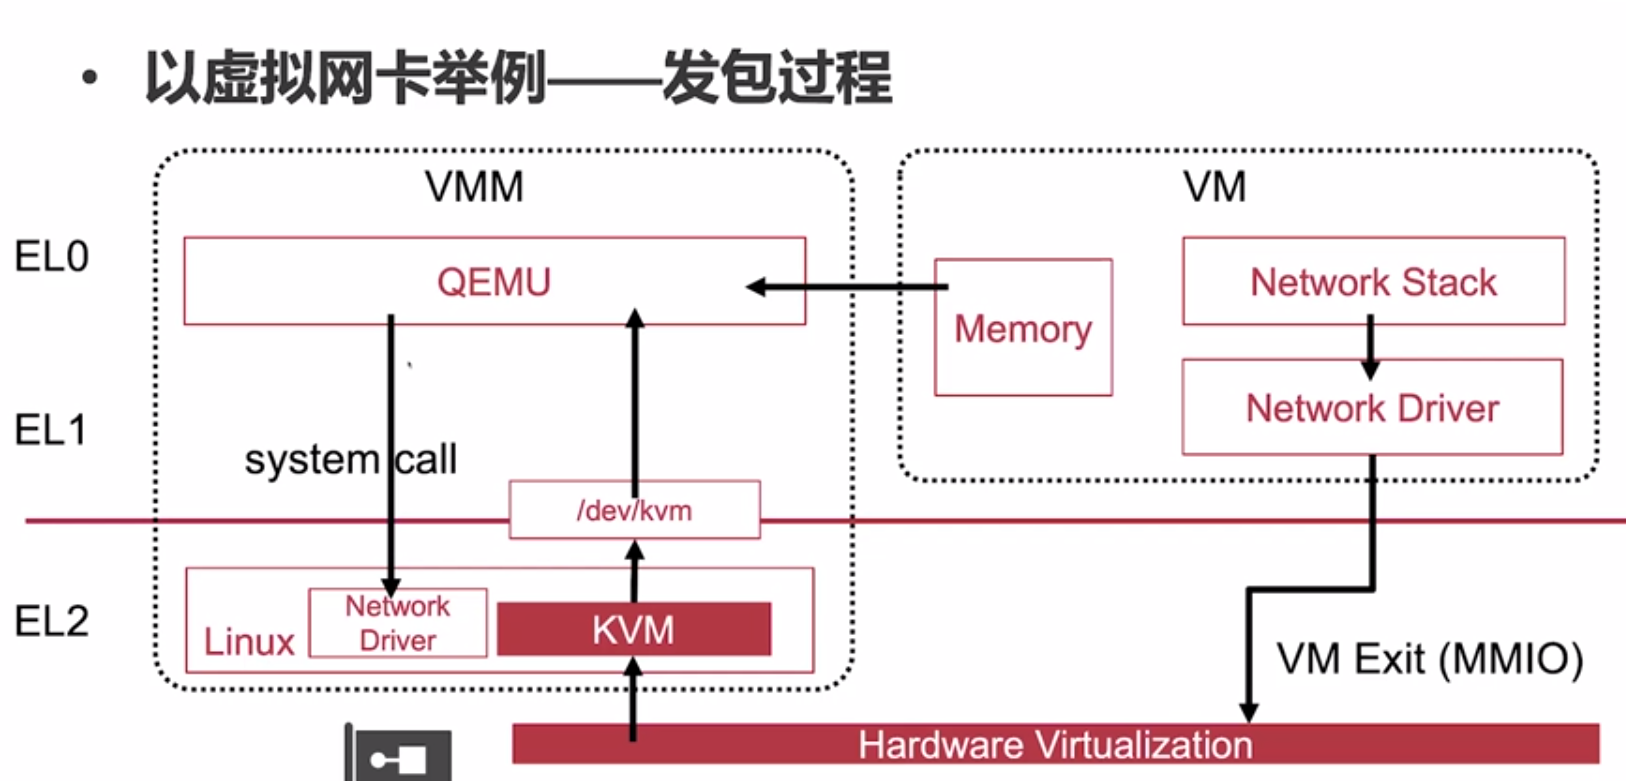 • 以虚拟网卡举例——发包过程
VMM
VM
EL0
QEMU
Network Stack
Memory
Network Driver
EL1
system call
/dev/kvm
EL2
Network
Driver
Linux
KVM
VM Exit (MMIO)
Hardware Virtualization